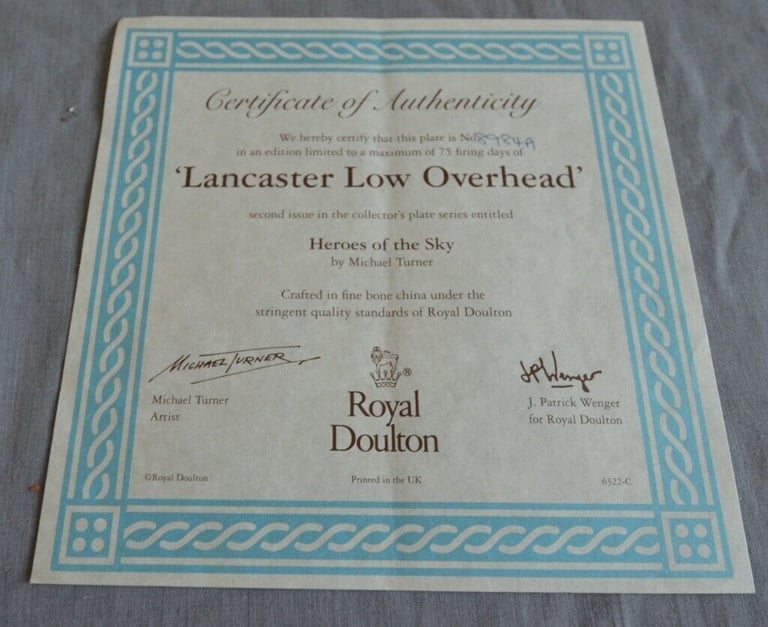 Certificate of Authenticity
We hereby certify that this plate is No 8984A
in an edition limited to a maximum of 75 firing days of
'Lancaster Low Overhead'
second issue in the collector's plate series entitled
Heroes of the Sky
by Michael Turner
Crafted in fine bone china under the
stringent quality standards of Royal Doulton
MICHAEL TURNER
Michael Turner
Artist
®
Royal
Doulton
JPWenger
J. Patrick Wenger
for Royal Doulton
©Royal Doulton
Printed in the UK
6322-C